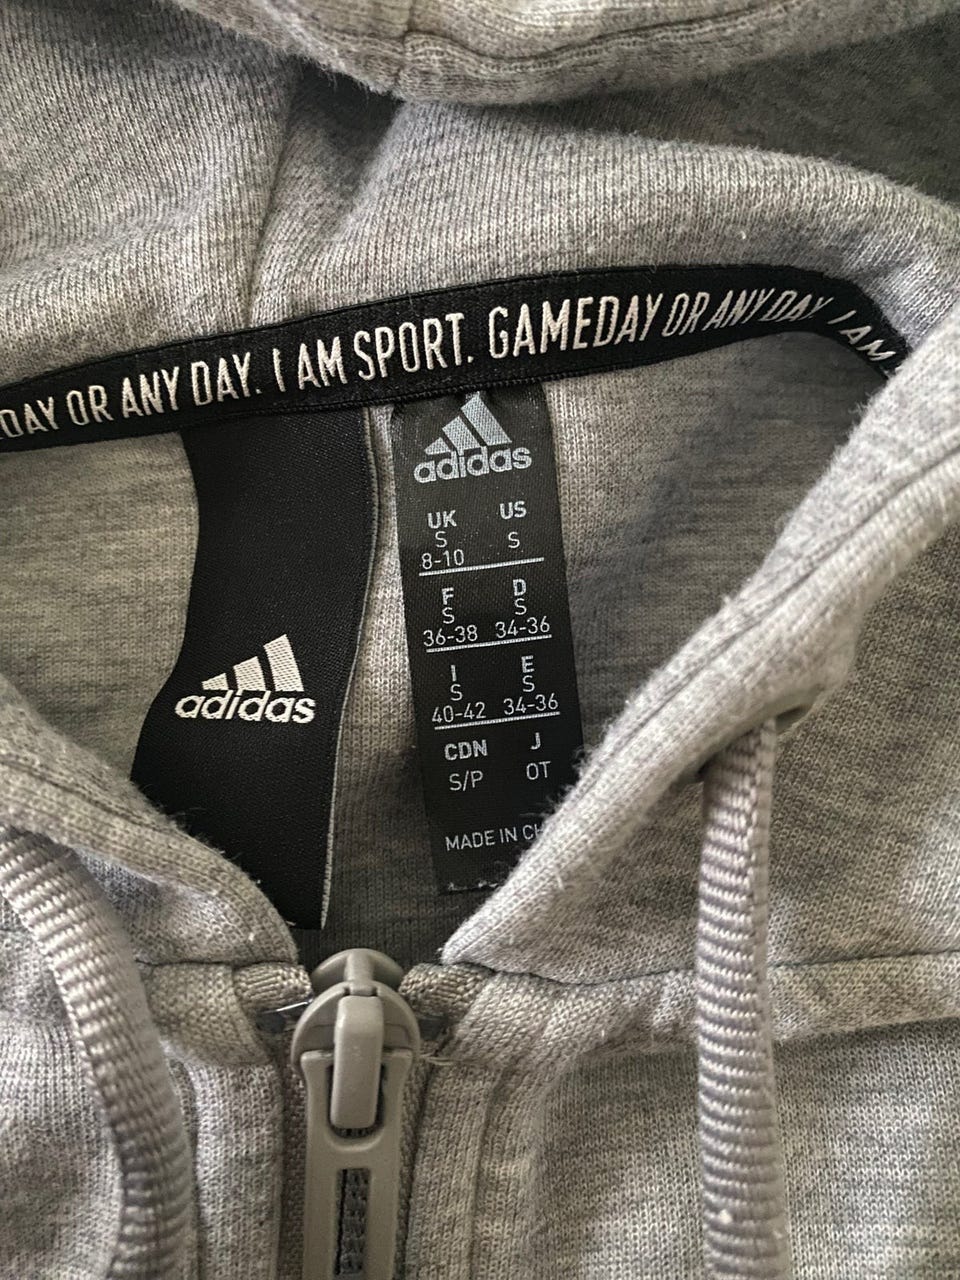 DAY OR ANY DAY. I AM SPORT. GAMEDAY OR ANY DAY. I AM
adidas
adidas
UK US
S S
8-10
F D
S S
36-38 34-36
I E
S S
40-42 34-36
CDN J
S/P OT
MADE IN CH